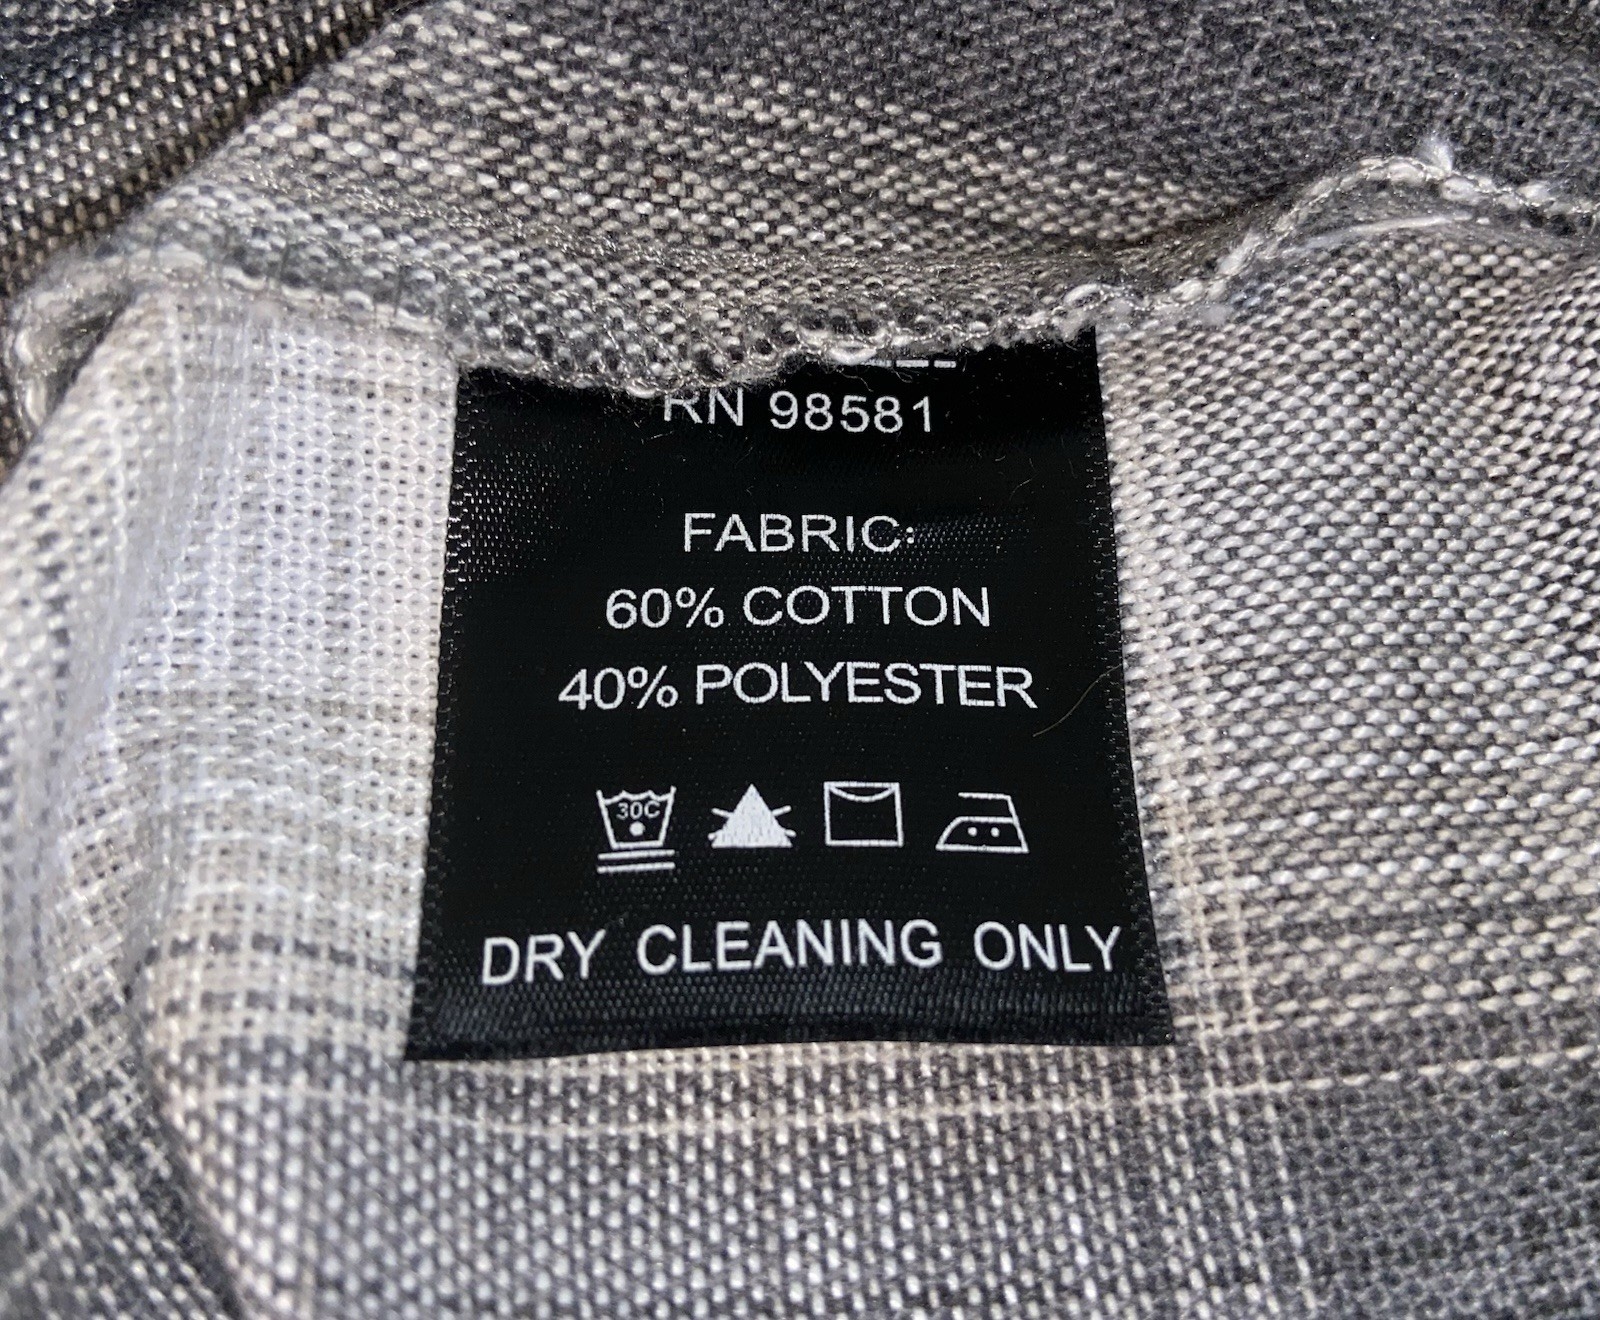 RN 98581
FABRIC:
60% COTTON
40% POLYESTER
30C
DRY CLEANING ONLY